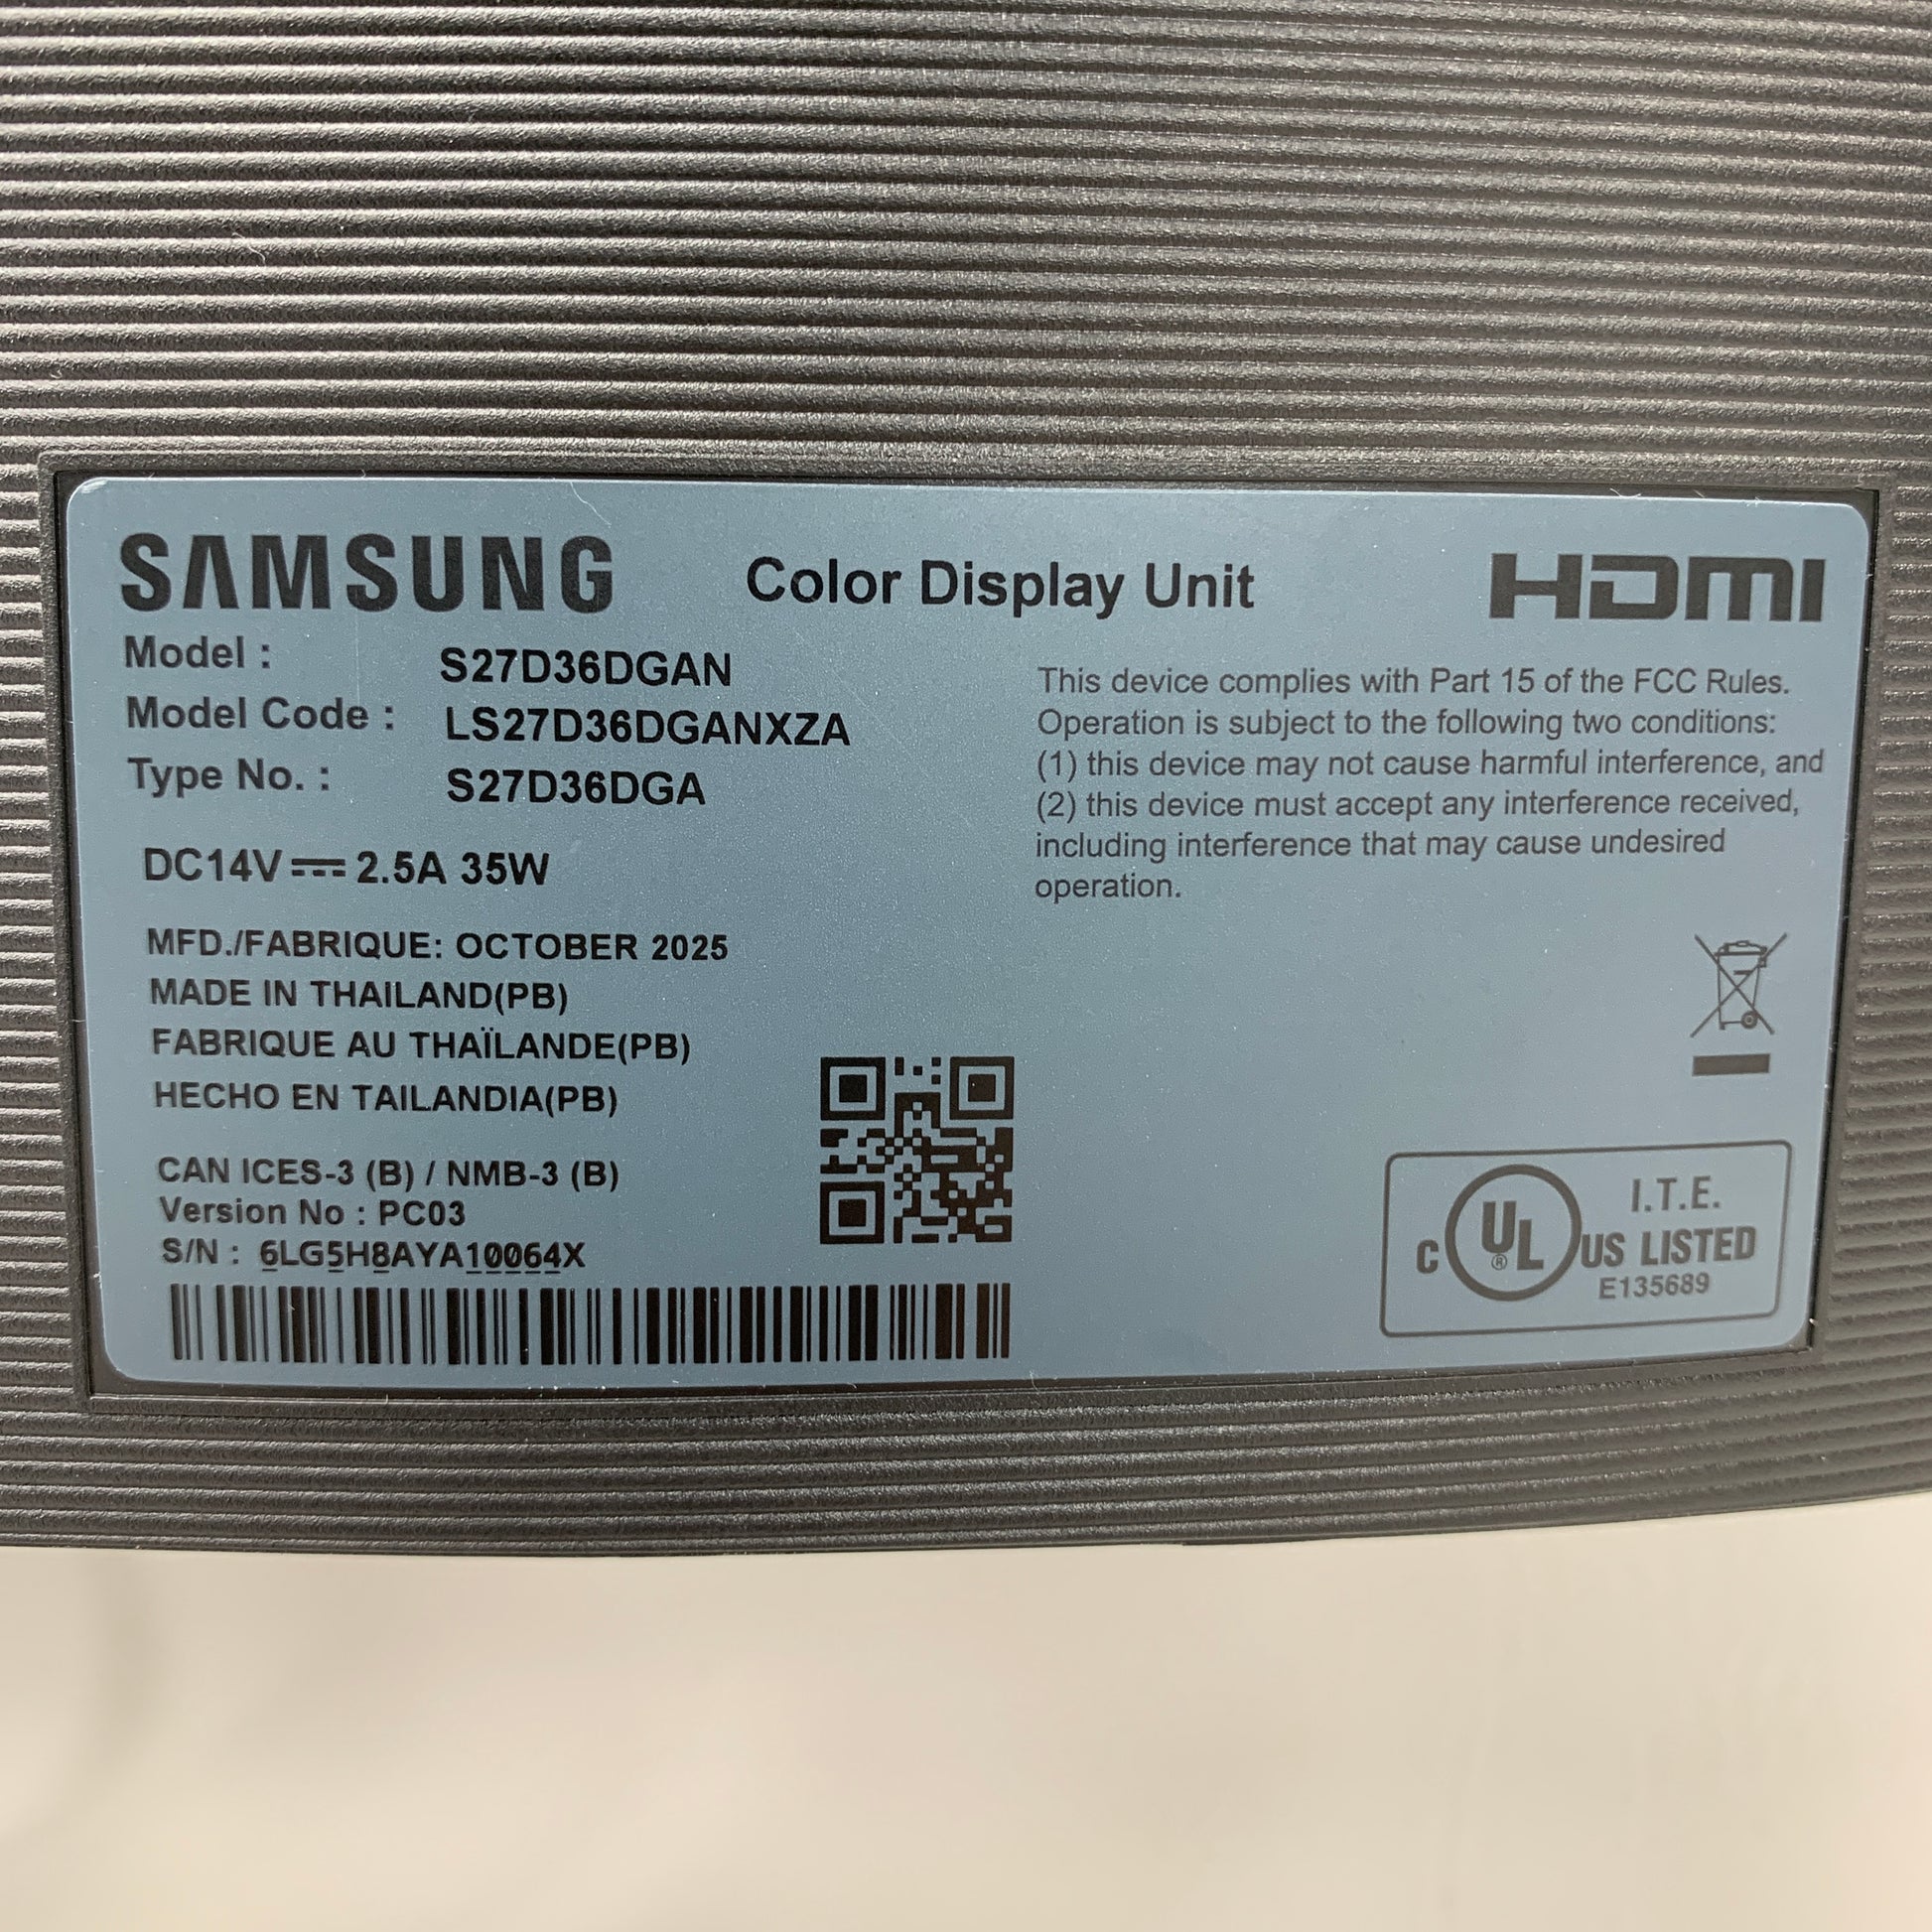 SAMSUNG
Color Display Unit
HDMI
Model : S27D36DGAN
Model Code : LS27D36DGANXZA
Type No. : S27D36DGA
DC14V⎓2.5A 35W
MFD./FABRIQUE: OCTOBER 2025
MADE IN THAILAND(PB)
FABRIQUE AU THAÏLANDE(PB)
HECHO EN TAILANDIA(PB)
CAN ICES-3 (B) / NMB-3 (B)
Version No : PC03
S/N : 6LG5H8AYA10064X
This device complies with Part 15 of the FCC Rules.
Operation is subject to the following two conditions:
(1) this device may not cause harmful interference, and
(2) this device must accept any interference received,
including interference that may cause undesired
operation.
C UL ® US LISTED
I.T.E.
E135689